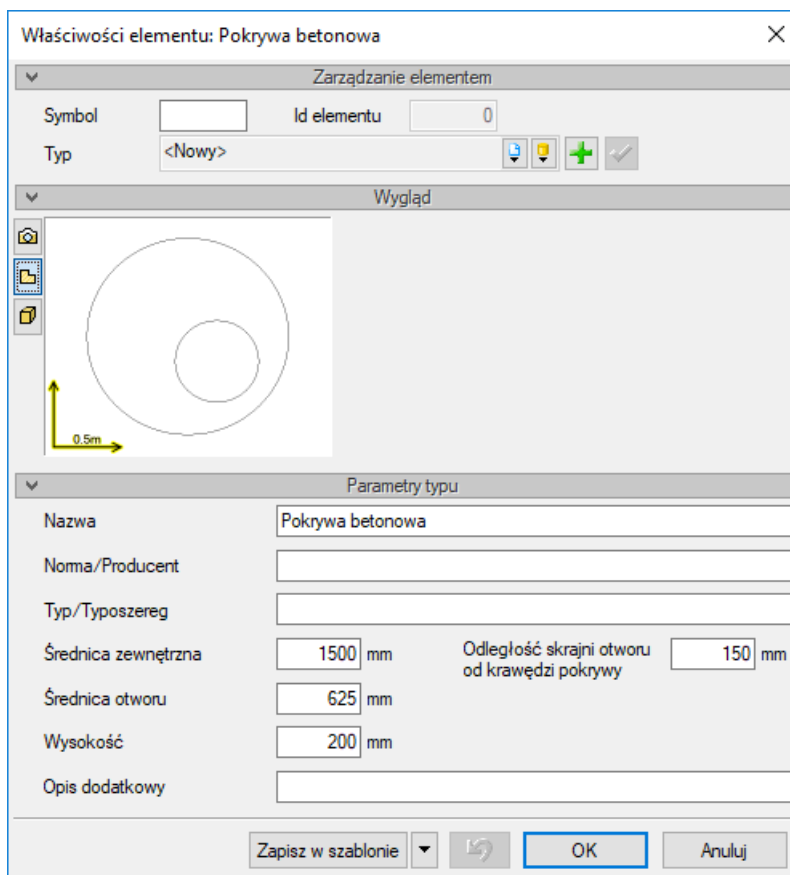 Właściwości elementu: Pokrywa betonowa
Zarządzanie elementem
Symbol Id elementu 0
Typ <Nowy>
Wygląd
0.5m
Parametry typu
Nazwa Pokrywa betonowa
Norma/Producent
Typ/Typoszereg
Średnica zewnętrzna 1500 mm Odległość skrajni otworu od krawędzi pokrywy 150 mm
Średnica otworu 625 mm
Wysokość 200 mm
Opis dodatkowy
Zapisz w szablonie OK Anuluj